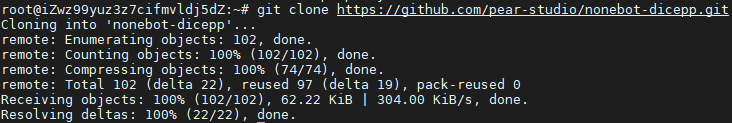 root@iZwz99yuz3z7cifmvldj5dZ:~# git clone https://github.com/pear-studio/nonebot-dicepp.git
Cloning into 'nonebot-dicepp'...
remote: Enumerating objects: 102, done.
remote: Counting objects: 100% (102/102), done.
remote: Compressing objects: 100% (74/74), done.
remote: Total 102 (delta 22), reused 97 (delta 19), pack-reused 0
Receiving objects: 100% (102/102), 62.22 KiB | 304.00 KiB/s, done.
Resolving deltas: 100% (22/22), done.